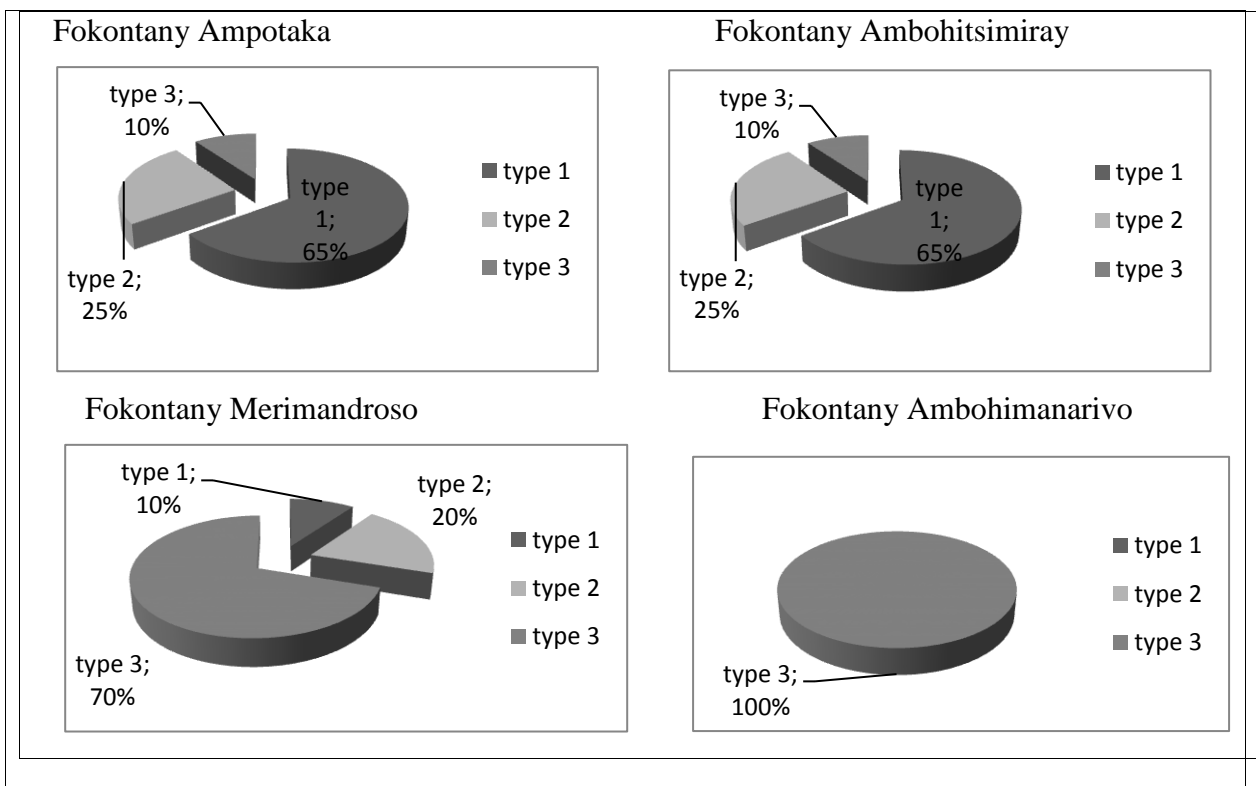 Fokontany Ampotaka
type 3;
10%
type
1;
65%
type 2;
25%
type 1
type 2
type 3
Fokontany Ambohitsimiray
type 3;
10%
type
1;
65%
type 2;
25%
type 1
type 2
type 3
Fokontany Merimandroso
type 1;
10%
type 2;
20%
type 3;
70%
type 1
type 2
type 3
Fokontany Ambohimanarivo
type 3;
100%
type 1
type 2
type 3